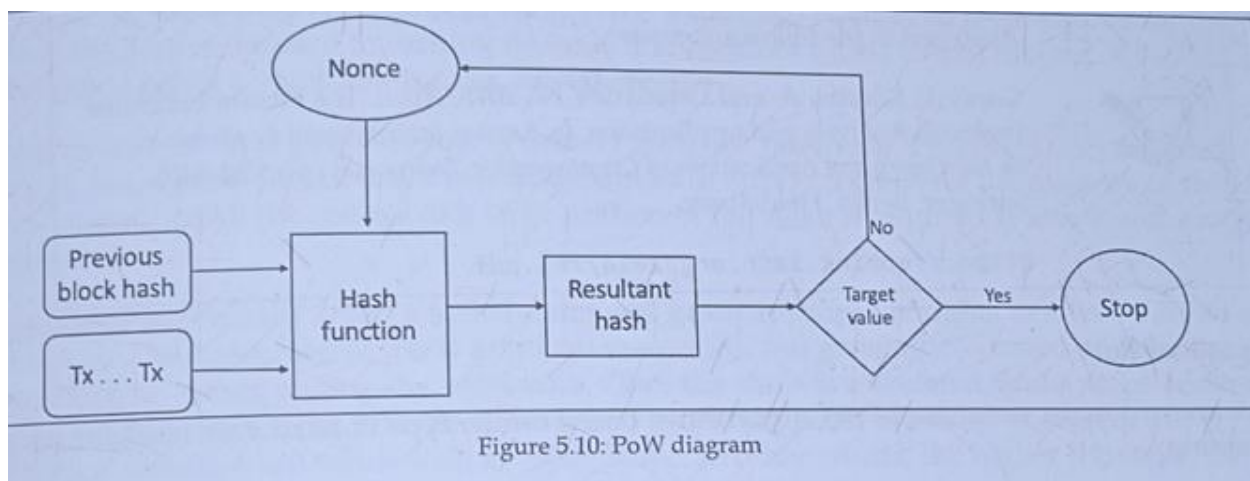 Nonce
No
Previous
block hash
Hash
function
Resultant
hash
Target
value
Yes
Stop
Tx . . . Tx
Figure 5.10: PoW diagram